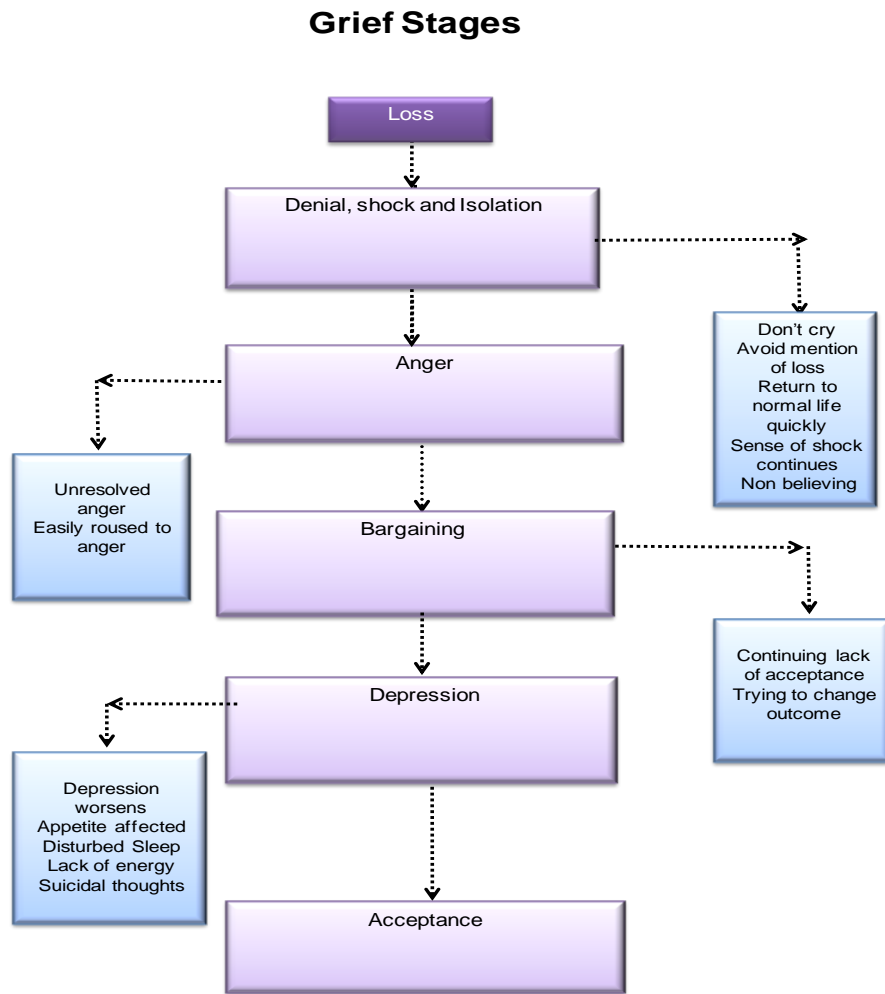 Grief Stages
Loss
Denial, shock and Isolation
Don’t cry
Avoid mention
of loss
Return to
normal life
quickly
Sense of shock
continues
Non believing
Anger
Unresolved
anger
Easily roused to
anger
Bargaining
Continuing lack
of acceptance
Trying to change
outcome
Depression
Depression
worsens
Appetite affected
Disturbed Sleep
Lack of energy
Suicidal thoughts
Acceptance